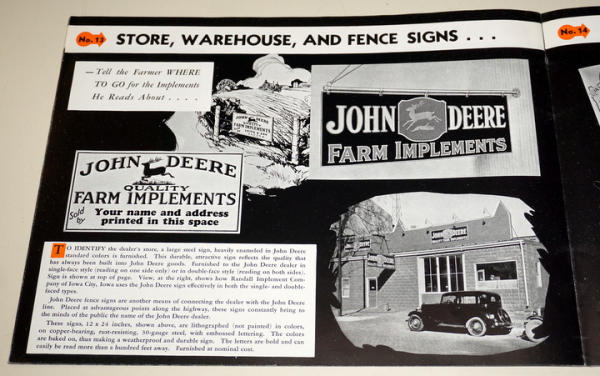 No. 13
STORE, WAREHOUSE, AND FENCE SIGNS . . .
No. 14
—Tell the Farmer WHERE
TO GO for the Implements
He Reads About . . . .
JOHN DEERE
FARM IMPLEMENTS
JOHN DEERE
FARM IMPLEMENTS
JOHN DEERE
QUALITY
FARM IMPLEMENTS
Sold by
Your name and address
printed in this space
JOHN DEERE
TO IDENTIFY the dealer's store, a large steel sign, heavily enameled in John Deere
standard colors is furnished. This durable, attractive sign reflects the quality that
has always been built into John Deere goods. Furnished to the John Deere dealer in
single-face style (reading on one side only) or in double-face style (reading on both sides).
Sign is shown at top of page. View, at the right, shows how Randall Implement Com-
pany of Iowa City, Iowa uses the John Deere sign effectively in both the single- and double-
faced types.
John Deere fence signs are another means of connecting the dealer with the John Deere
line. Placed at advantageous points along the highway, these signs constantly bring to
the minds of the public the name of the John Deere dealer.
These signs, 12 x 24 inches, shown above, are lithographed (not painted) in colors,
on copper-bearing, rust-resisting, 30-gauge steel, with embossed lettering. The colors
are baked on, thus making a weatherproof and durable sign. The letters are bold and can
easily be read more than a hundred feet away. Furnished at nominal cost.